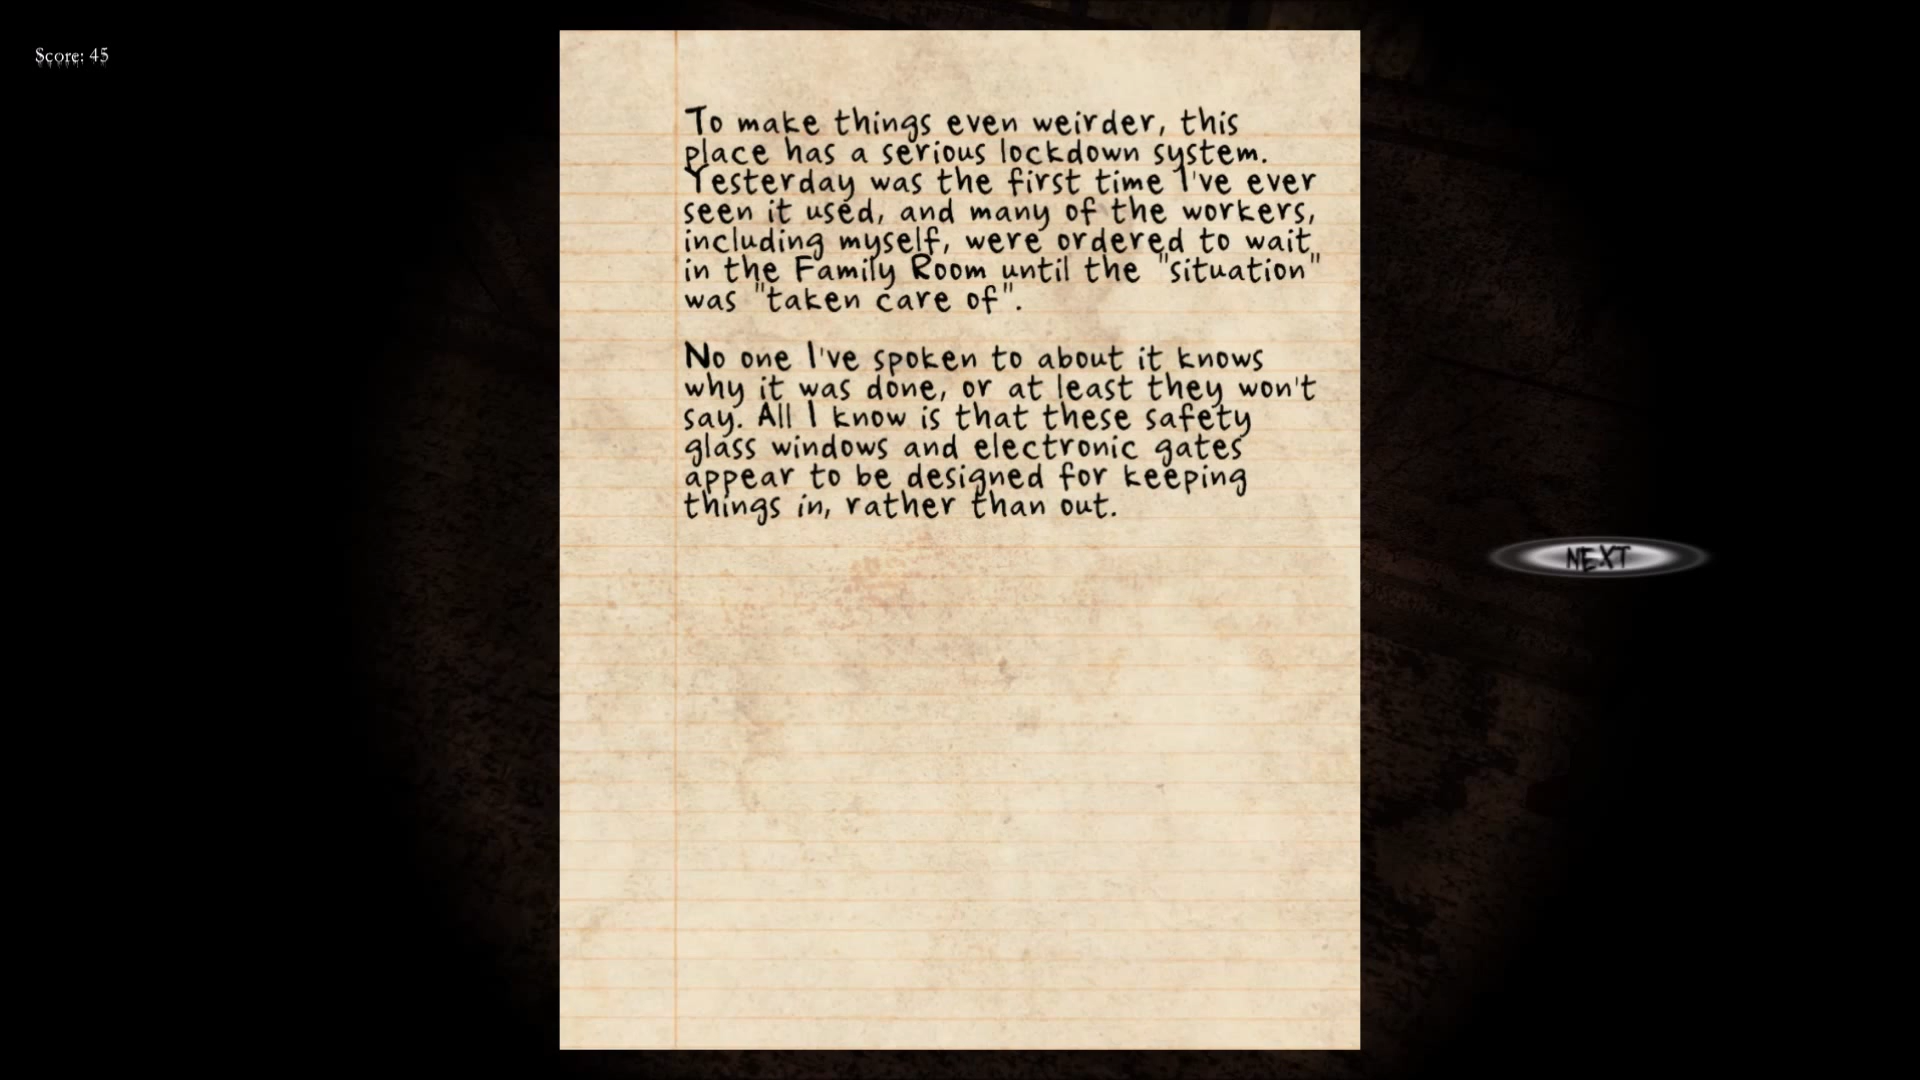 Score: 45
To make things even weirder, this
place has a serious lockdown system.
Yesterday was the first time I've ever
seen it used, and many of the workers,
including myself, were ordered to wait
in the Family Room until the "situation"
was "taken care of".
No one I've spoken to about it knows
why it was done, or at least they won't
say. All I know is that these safety
glass windows and electronic gates
appear to be designed for keeping
things in, rather than out.
NEXT